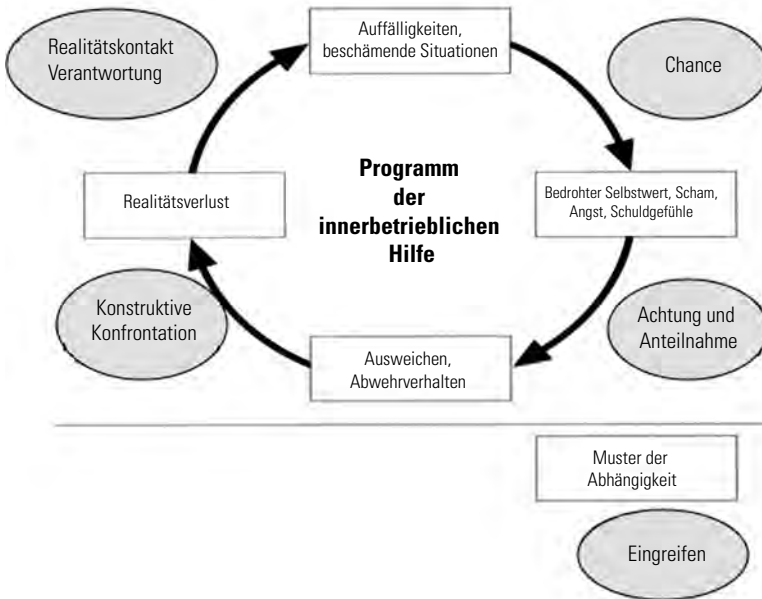 Realitätskontakt
Verantwortung
Auffälligkeiten,
beschämende Situationen
Chance
Realitätsverlust
Programm
der
innerbetrieblichen
Hilfe
Bedrohter Selbstwert, Scham,
Angst, Schuldgefühle
Konstruktive
Konfrontation
Ausweichen,
Abwehrverhalten
Achtung und
Anteilnahme
Muster der
Abhängigkeit
Eingreifen